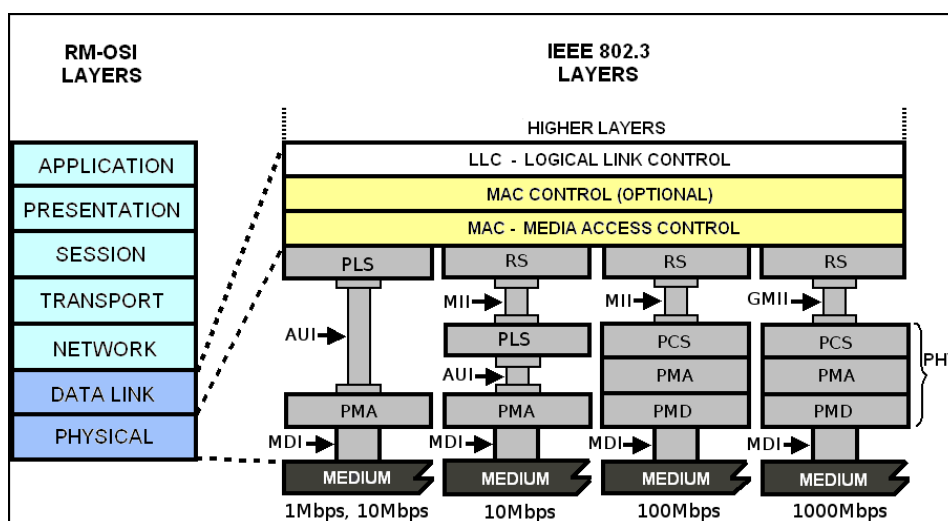 RM-OSI
LAYERS
IEEE 802.3
LAYERS
HIGHER LAYERS
APPLICATION
PRESENTATION
SESSION
TRANSPORT
NETWORK
DATA LINK
PHYSICAL
LLC - LOGICAL LINK CONTROL
MAC CONTROL (OPTIONAL)
MAC - MEDIA ACCESS CONTROL
PLS
AUI
PMA
MDI
MEDIUM
1Mbps, 10Mbps
RS
MII
PLS
AUI
PMA
MDI
MEDIUM
10Mbps
RS
MII
PCS
PMA
PMD
MDI
MEDIUM
100Mbps
RS
GMII
PCS
PMA
PMD
MDI
MEDIUM
1000Mbps